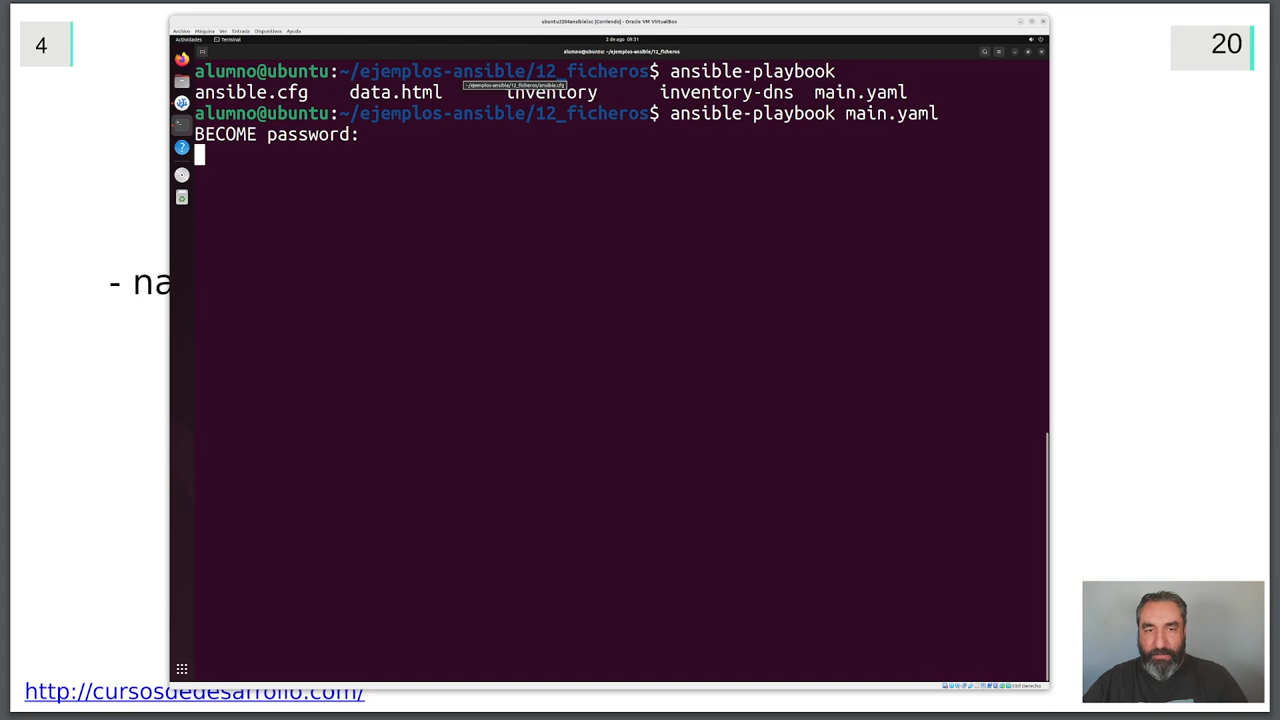 4
20
ubuntu2204ansible1sc [Corriendo] - Oracle VM VirtualBox
Archivo Máquina Ver Entrada Dispositivos Ayuda
Actividades Terminal 2 de ago 09:31
alumno@ubuntu: ~/ejemplos-ansible/12_ficheros
alumno@ubuntu:~/ejemplos-ansible/12_ficheros$ ansible-playbook
~/ejemplos-ansible/12_ficheros/ansible.cfg
ansible.cfg data.html inventory inventory-dns main.yaml
alumno@ubuntu:~/ejemplos-ansible/12_ficheros$ ansible-playbook main.yaml
BECOME password:
- na
http://cursosdedesarrollo.com/
Ctrl Derecho